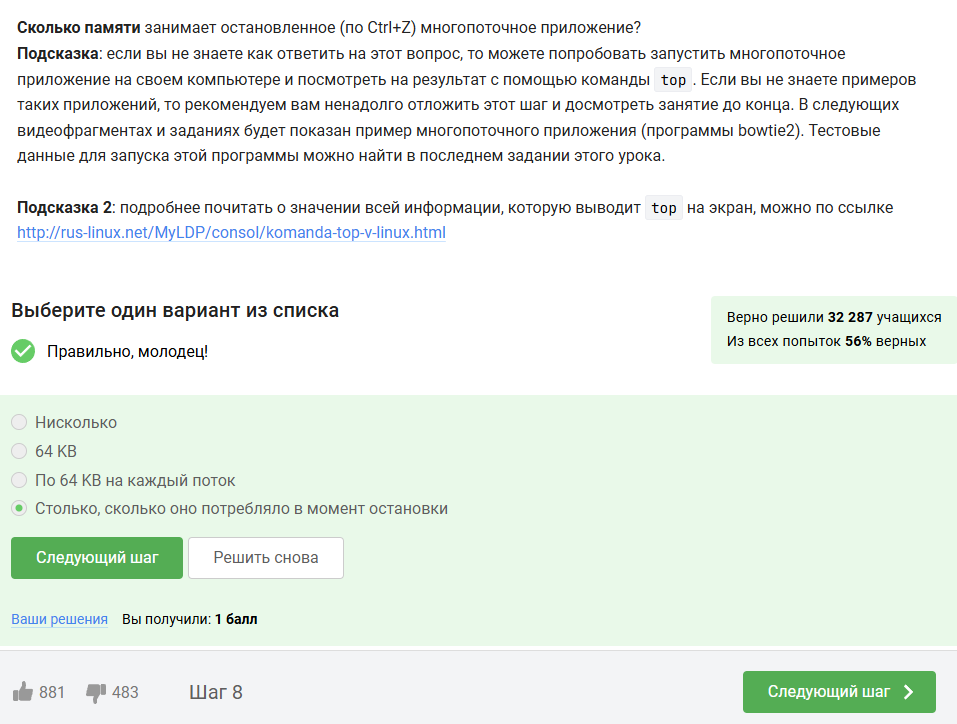 Сколько памяти занимает остановленное (по Ctrl+Z) многопоточное приложение?
Подсказка: если вы не знаете как ответить на этот вопрос, то можете попробовать запустить многопоточное
приложение на своем компьютере и посмотреть на результат с помощью команды top. Если вы не знаете примеров
таких приложений, то рекомендуем вам ненадолго отложить этот шаг и досмотреть занятие до конца. В следующих
видеофрагментах и заданиях будет показан пример многопоточного приложения (программы bowtie2). Тестовые
данные для запуска этой программы можно найти в последнем задании этого урока.
Подсказка 2: подробнее почитать о значении всей информации, которую выводит top на экран, можно по ссылке
http://rus-linux.net/MyLDP/consol/komanda-top-v-linux.html
Выберите один вариант из списка
Верно решили 32 287 учащихся
Из всех попыток 56% верных
Правильно, молодец!
Нисколько
64 KB
По 64 KB на каждый поток
Столько, сколько оно потребляло в момент остановки
Следующий шаг
Решить снова
Ваши решения Вы получили: 1 балл
881 483 Шаг 8 Следующий шаг